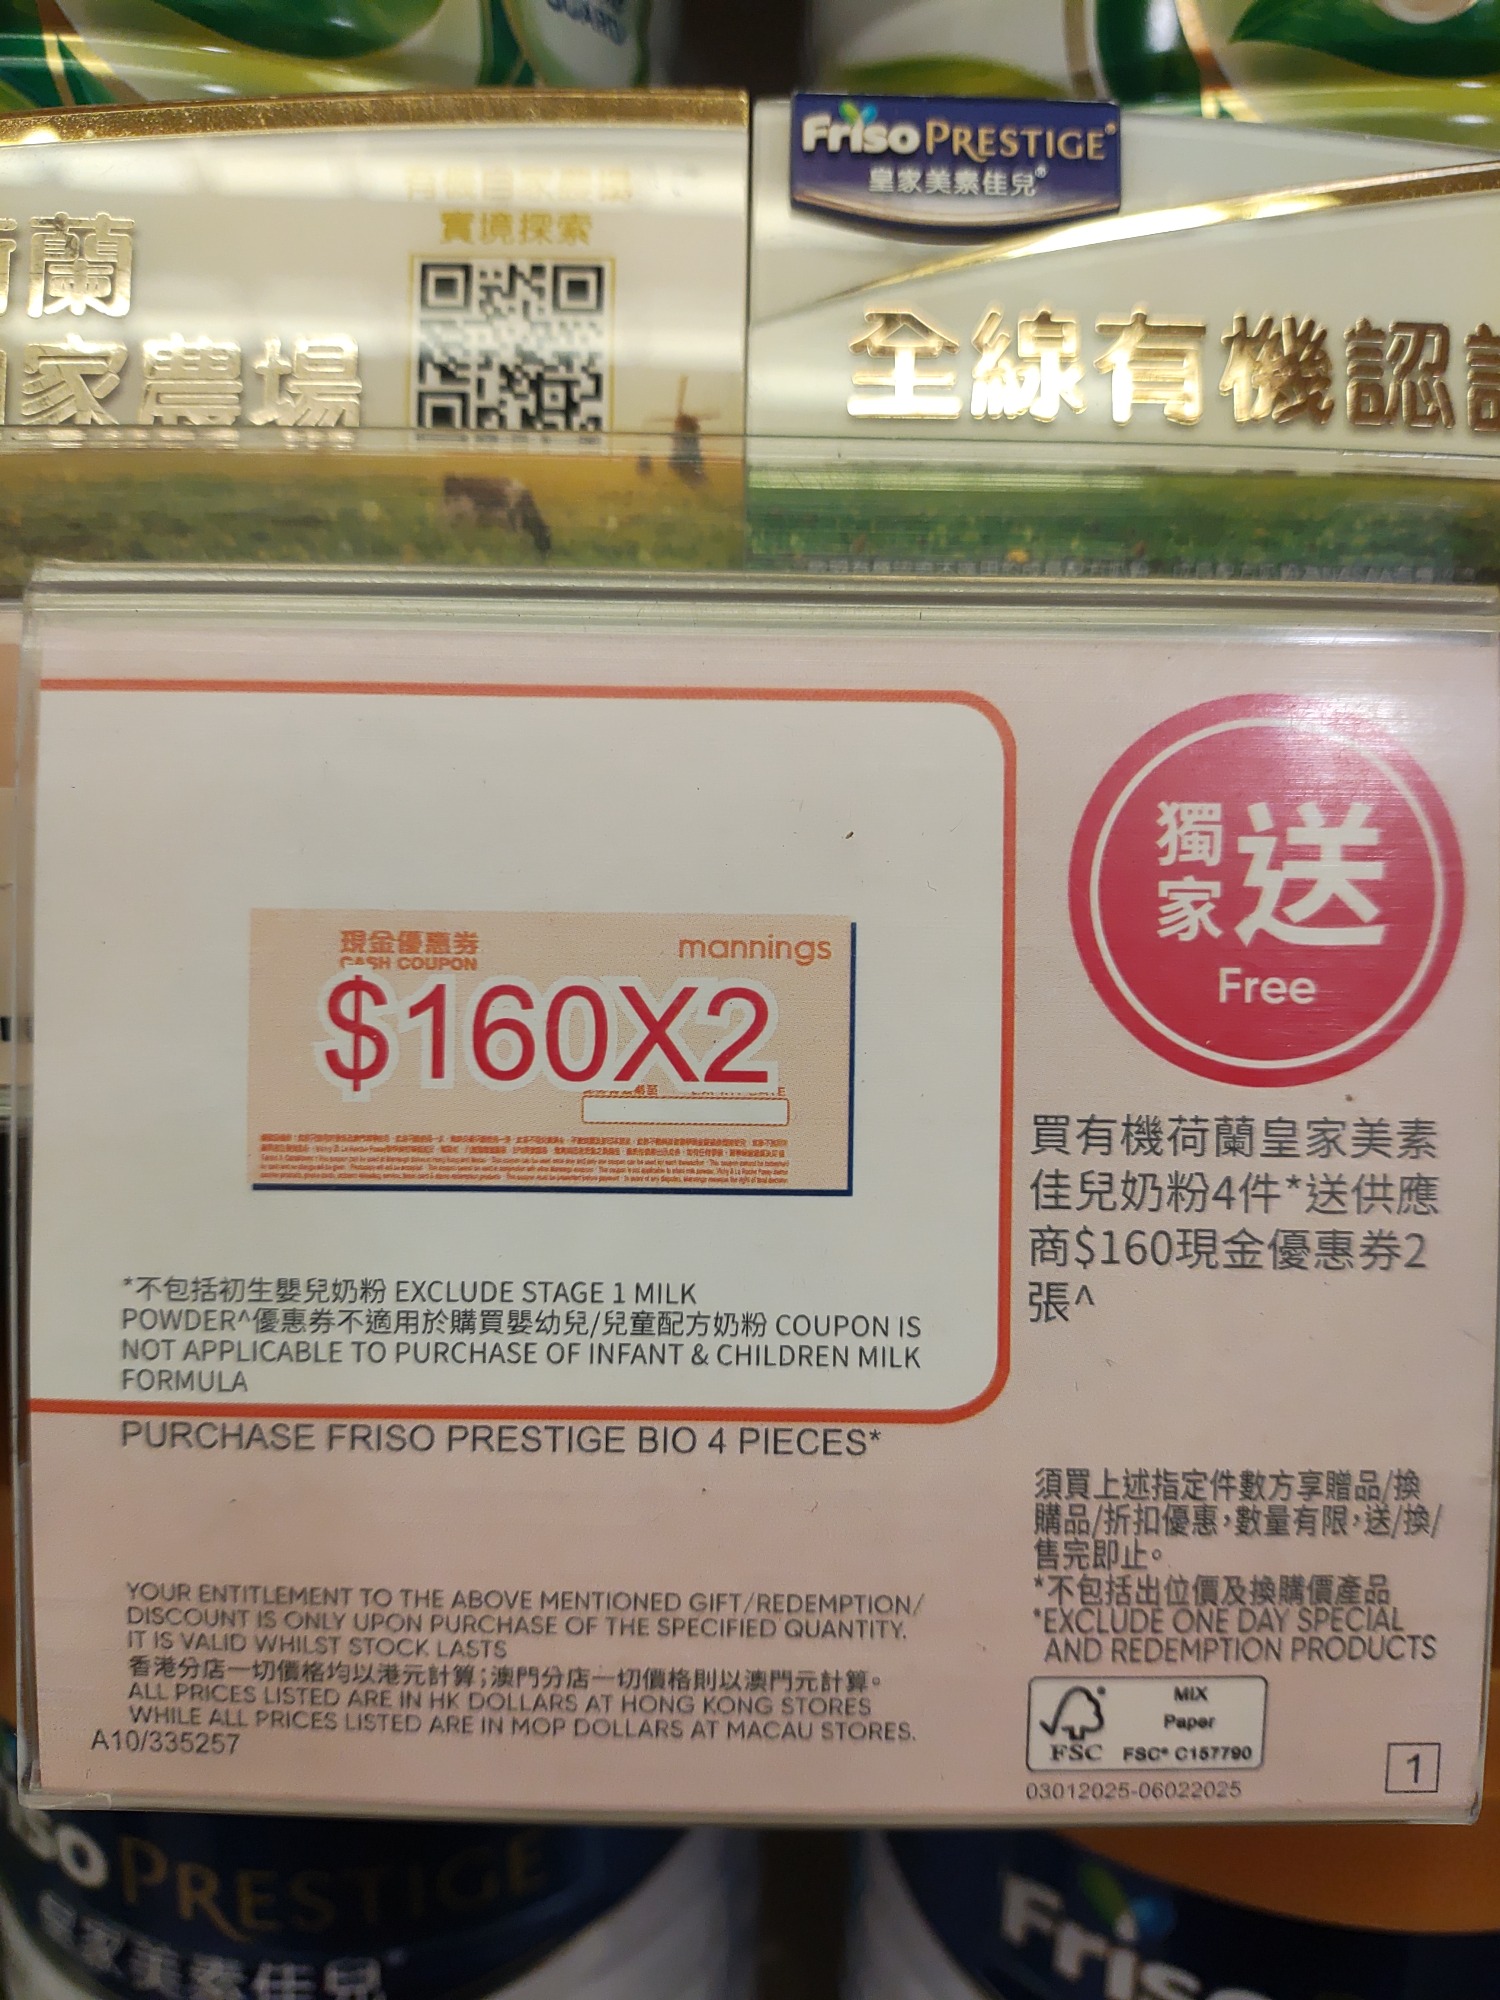 GUARD
Friso PRESTIGE®
皇家美素佳兒®
實境探索
蘭
家農場
全線有機認
獨家送
Free
現金優惠券
CASH COUPON
mannings
$160X2
買有機荷蘭皇家美素
佳兒奶粉4件*送供應
商$160現金優惠券2
張^
*不包括初生嬰兒奶粉 EXCLUDE STAGE 1 MILK
POWDER^優惠券不適用於購買嬰幼兒/兒童配方奶粉 COUPON IS
NOT APPLICABLE TO PURCHASE OF INFANT & CHILDREN MILK
FORMULA
PURCHASE FRISO PRESTIGE BIO 4 PIECES*
須買上述指定件數方享贈品/換
購品/折扣優惠,數量有限,送/換/
售完即止。
*不包括出位價及換購價產品
*EXCLUDE ONE DAY SPECIAL
AND REDEMPTION PRODUCTS
YOUR ENTITLEMENT TO THE ABOVE MENTIONED GIFT/REDEMPTION/
DISCOUNT IS ONLY UPON PURCHASE OF THE SPECIFIED QUANTITY.
IT IS VALID WHILST STOCK LASTS
香港分店一切價格均以港元計算;澳門分店一切價格則以澳門元計算。
ALL PRICES LISTED ARE IN HK DOLLARS AT HONG KONG STORES
WHILE ALL PRICES LISTED ARE IN MOP DOLLARS AT MACAU STORES.
A10/335257
FSC
MIX
Paper
FSC® C157790
03012025-06022025
1
SO PRESTIGE
皇家美素佳兒
Friso